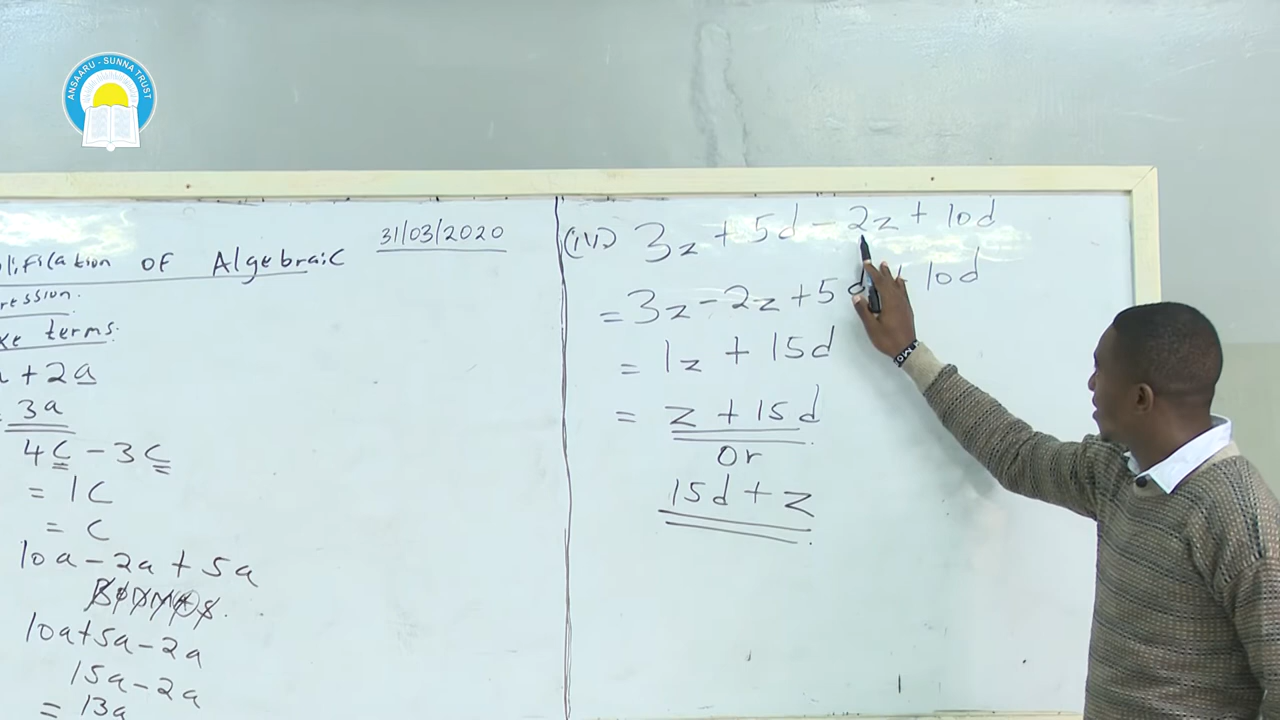 ANSAARU - SUNNA TRUST
31/03/2020
lification OF Algebraic
ression.
ke terms.
+ 2a
= 3a
4c - 3c
= 1c
= c
10a - 2a + 5a
BODMAS.
10a + 5a - 2a
15a - 2a
= 13a
(iv) 3z + 5d - 2z + 10d
= 3z - 2z + 5d + 10d
= 1z + 15d
= z + 15d
Or
15d + z